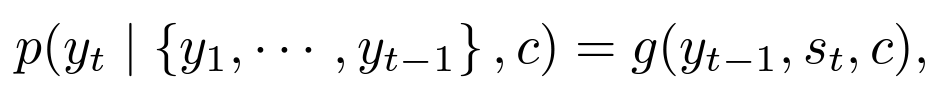 p(y_t | {y_1, ⋯ , y_{t−1}} , c) = g(y_{t−1}, s_t, c),